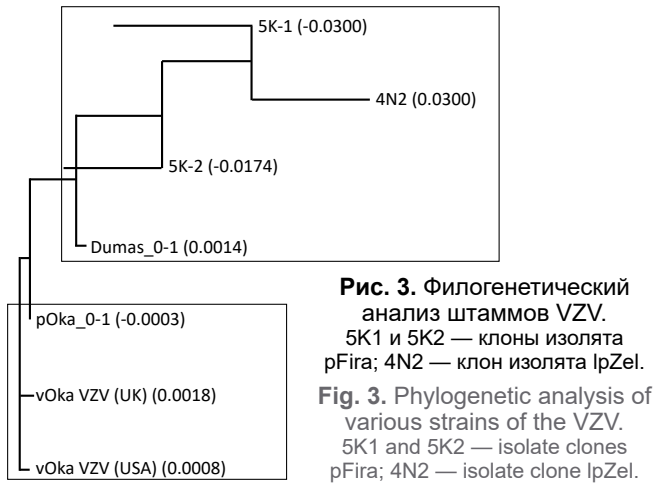 5K-1 (-0.0300)
4N2 (0.0300)
5K-2 (-0.0174)
Dumas_0-1 (0.0014)
pOka_0-1 (-0.0003)
vOka VZV (UK) (0.0018)
vOka VZV (USA) (0.0008)
Рис. 3. Филогенетический
анализ штаммов VZV.
5K1 и 5K2 — клоны изолята
pFira; 4N2 — клон изолята lpZel.
Fig. 3. Phylogenetic analysis of
various strains of the VZV.
5K1 and 5K2 — isolate clones
pFira; 4N2 — isolate clone lpZel.